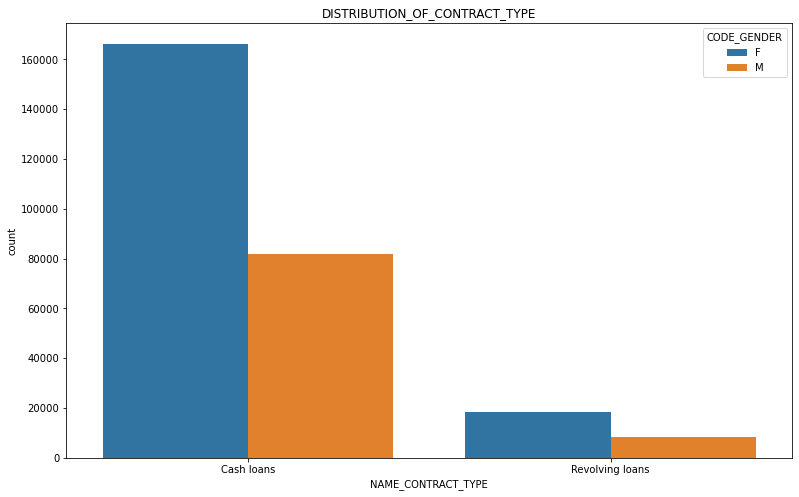 DISTRIBUTION_OF_CONTRACT_TYPE
CODE_GENDER
F
M
160000
140000
120000
100000
80000
60000
40000
20000
0
count
Cash loans
Revolving loans
NAME_CONTRACT_TYPE